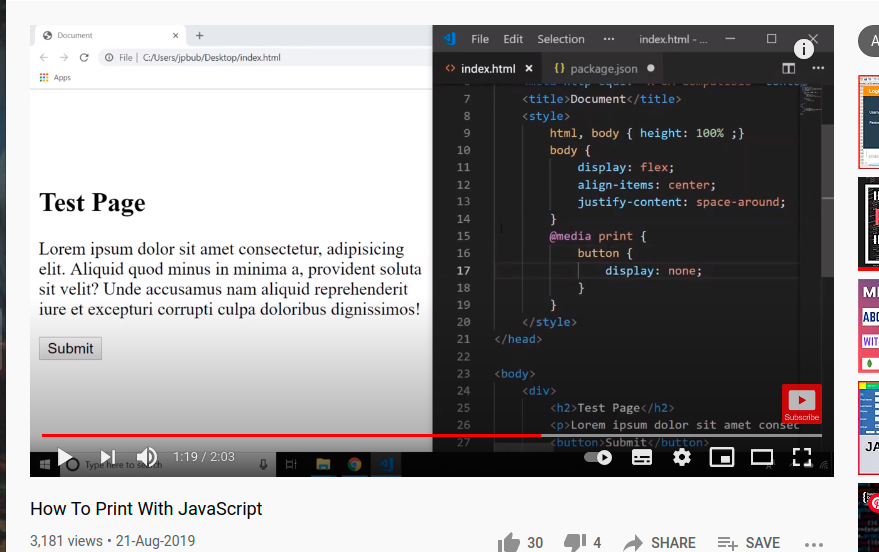 Document
File | C:/Users/jpbub/Desktop/index.html
Apps
Test Page
Lorem ipsum dolor sit amet consectetur, adipisicing
elit. Aliquid quod minus in minima a, provident soluta
sit velit? Unde accusamus nam aliquid reprehenderit
iure et excepturi corrupti culpa doloribus dignissimos!
Submit
File Edit Selection ··· index.html - ...
index.html package.json
7 <title>Document</title>
8 <style>
9 html, body { height: 100% ;}
10 body {
11 display: flex;
12 align-items: center;
13 justify-content: space-around;
14 }
15 @media print {
16 button {
17 display: none;
18 }
19 }
20 </style>
21 </head>
22
23 <body>
24 <div>
25 <h2>Test Page</h2>
26 <p>Lorem ipsum dolor sit amet consec
27 <button>Submit</button>
Subscribe
Type here to search
1:19 / 2:03
How To Print With JavaScript
3,181 views • 21-Aug-2019
30 4 SHARE SAVE
A
ABC
WIT
JA